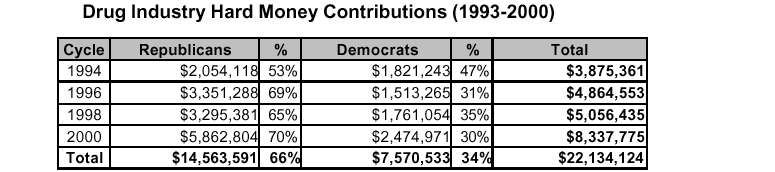 Drug Industry Hard Money Contributions (1993-2000)
Cycle Republicans % Democrats % Total
1994 $2,054,118 53% $1,821,243 47% $3,875,361
1996 $3,351,288 69% $1,513,265 31% $4,864,553
1998 $3,295,381 65% $1,761,054 35% $5,056,435
2000 $5,862,804 70% $2,474,971 30% $8,337,775
Total $14,563,591 66% $7,570,533 34% $22,134,124